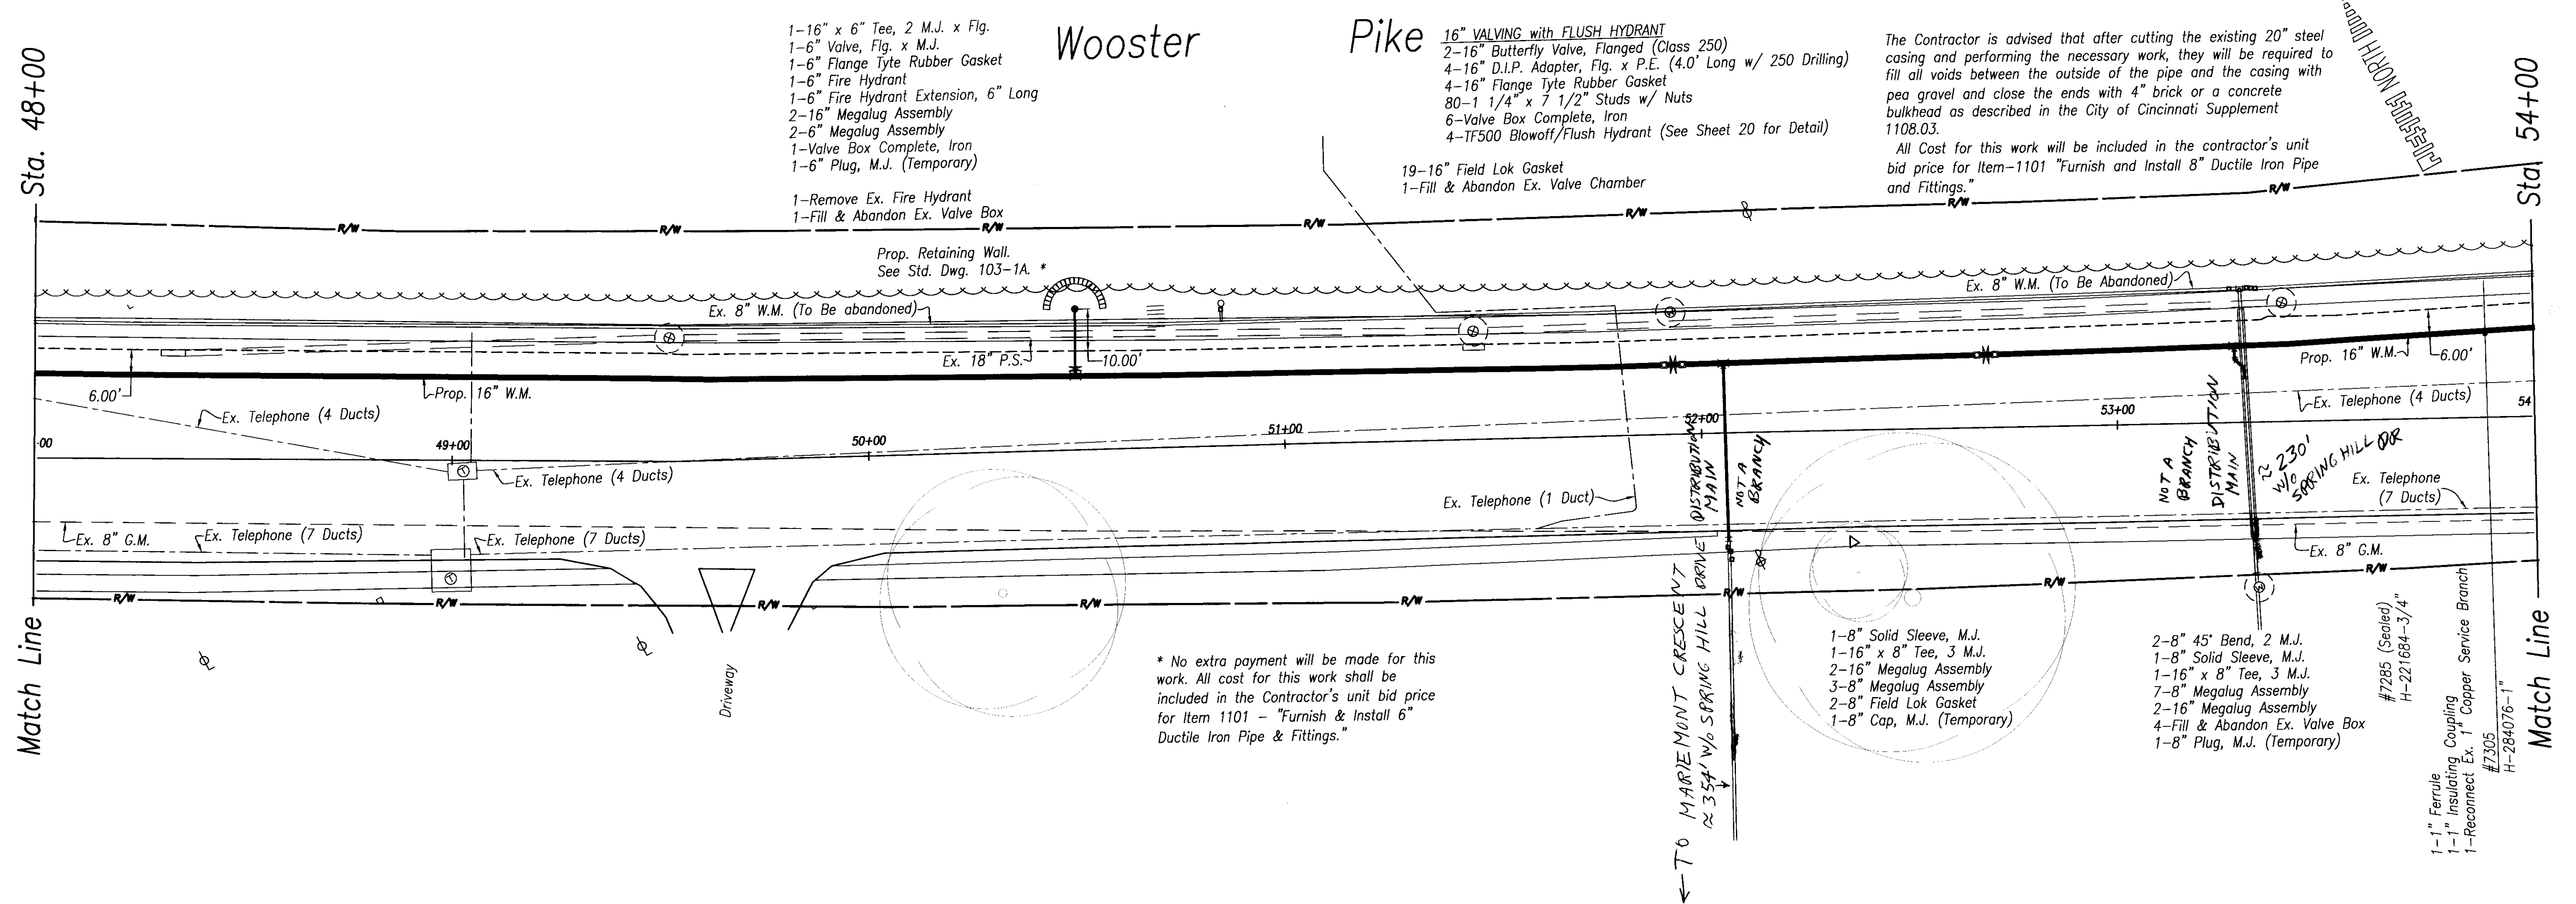 Sta. 48+00
Match Line
1-16" x 6" Tee, 2 M.J. x Flg.
1-6" Valve, Flg. x M.J.
1-6" Flange Tyte Rubber Gasket
1-6" Fire Hydrant
1-6" Fire Hydrant Extension, 6" Long
2-16" Megalug Assembly
2-6" Megalug Assembly
1-Valve Box Complete, Iron
1-6" Plug, M.J. (Temporary)
1-Remove Ex. Fire Hydrant
1-Fill & Abandon Ex. Valve Box
Wooster Pike
16" VALVING with FLUSH HYDRANT
2-16" Butterfly Valve, Flanged (Class 250)
4-16" D.I.P. Adapter, Flg. x P.E. (4.0' Long w/ 250 Drilling)
4-16" Flange Tyte Rubber Gasket
80-1 1/4" x 7 1/2" Studs w/ Nuts
6-Valve Box Complete, Iron
4-TF500 Blowoff/Flush Hydrant (See Sheet 20 for Detail)
19-16" Field Lok Gasket
1-Fill & Abandon Ex. Valve Chamber
The Contractor is advised that after cutting the existing 20" steel
casing and performing the necessary work, they will be required to
fill all voids between the outside of the pipe and the casing with
pea gravel and close the ends with 4" brick or a concrete
bulkhead as described in the City of Cincinnati Supplement
1108.03.
All Cost for this work will be included in the contractor's unit
bid price for Item-1101 "Furnish and Install 8" Ductile Iron Pipe
and Fittings."
NORTH
Sta. 54+00
Match Line
R/W
R/W
R/W
R/W
R/W
R/W
R/W
Prop. Retaining Wall.
See Std. Dwg. 103-1A. *
Ex. 8" W.M. (To Be abandoned)
Ex. 8" W.M. (To Be Abandoned)
Ex. 18" P.S.
10.00'
6.00'
Prop. 16" W.M.
Prop. 16" W.M.
6.00'
Ex. Telephone (4 Ducts)
Ex. Telephone (4 Ducts)
00
49+00
50+00
51+00
52+00
53+00
54
Ex. Telephone (4 Ducts)
Ex. Telephone (1 Duct)
DISTRIBUTION
MAIN
NOT A
BRANCH
NOT A
BRANCH
DISTRIBUTION
MAIN
≈ 230'
W/O
SPRING HILL DR
Ex. Telephone
(7 Ducts)
Ex. 8" G.M.
Ex. Telephone (7 Ducts)
Ex. Telephone (7 Ducts)
Ex. 8" G.M.
R/W
R/W
R/W
R/W
R/W
R/W
R/W
R/W
Driveway
* No extra payment will be made for this
work. All cost for this work shall be
included in the Contractor's unit bid price
for Item 1101 - "Furnish & Install 6"
Ductile Iron Pipe & Fittings."
← TO MARIEMONT CRESCENT
≈ 354' W/O SPRING HILL DRIVE
1-8" Solid Sleeve, M.J.
1-16" x 8" Tee, 3 M.J.
2-16" Megalug Assembly
3-8" Megalug Assembly
2-8" Field Lok Gasket
1-8" Cap, M.J. (Temporary)
2-8" 45° Bend, 2 M.J.
1-8" Solid Sleeve, M.J.
1-16" x 8" Tee, 3 M.J.
7-8" Megalug Assembly
2-16" Megalug Assembly
4-Fill & Abandon Ex. Valve Box
1-8" Plug, M.J. (Temporary)
#7285 (Sealed)
H-221684-3/4"
1-1" Ferrule
1-1" Insulating Coupling
1-Reconnect Ex. 1" Copper Service Branch
#7305
H-284076-1"